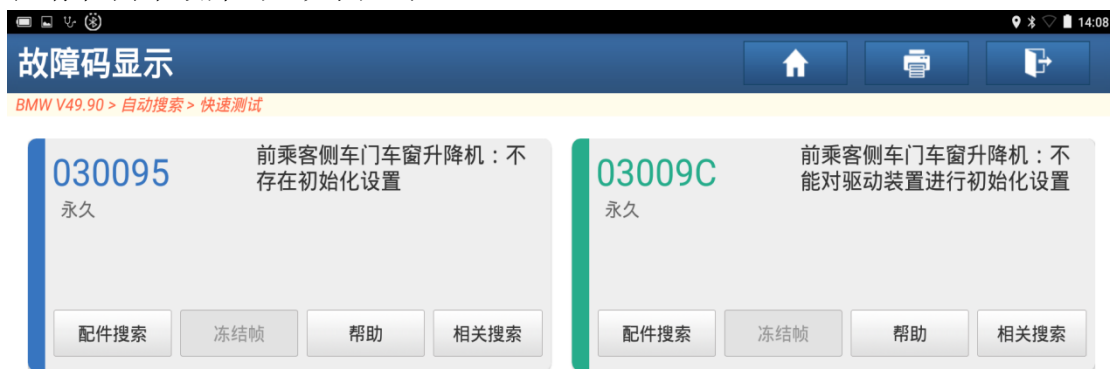 14:08
故障码显示
BMW V49.90 > 自动搜索 > 快速测试
030095
前乘客侧车门车窗升降机：不
存在初始化设置
永久
配件搜索 冻结帧 帮助 相关搜索
03009C
前乘客侧车门车窗升降机：不
能对驱动装置进行初始化设置
永久
配件搜索 冻结帧 帮助 相关搜索